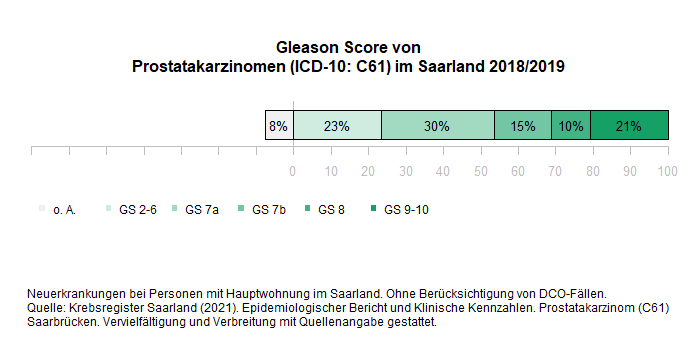 Gleason Score von
Prostatakarzinomen (ICD-10: C61) im Saarland 2018/2019
8% 23% 30% 15% 10% 21%
0 10 20 30 40 50 60 70 80 90 100
o. A. GS 2-6 GS 7a GS 7b GS 8 GS 9-10
Neuerkrankungen bei Personen mit Hauptwohnung im Saarland. Ohne Berücksichtigung von DCO-Fällen.
Quelle: Krebsregister Saarland (2021). Epidemiologischer Bericht und Klinische Kennzahlen. Prostatakarzinom (C61)
Saarbrücken. Vervielfältigung und Verbreitung mit Quellenangabe gestattet.